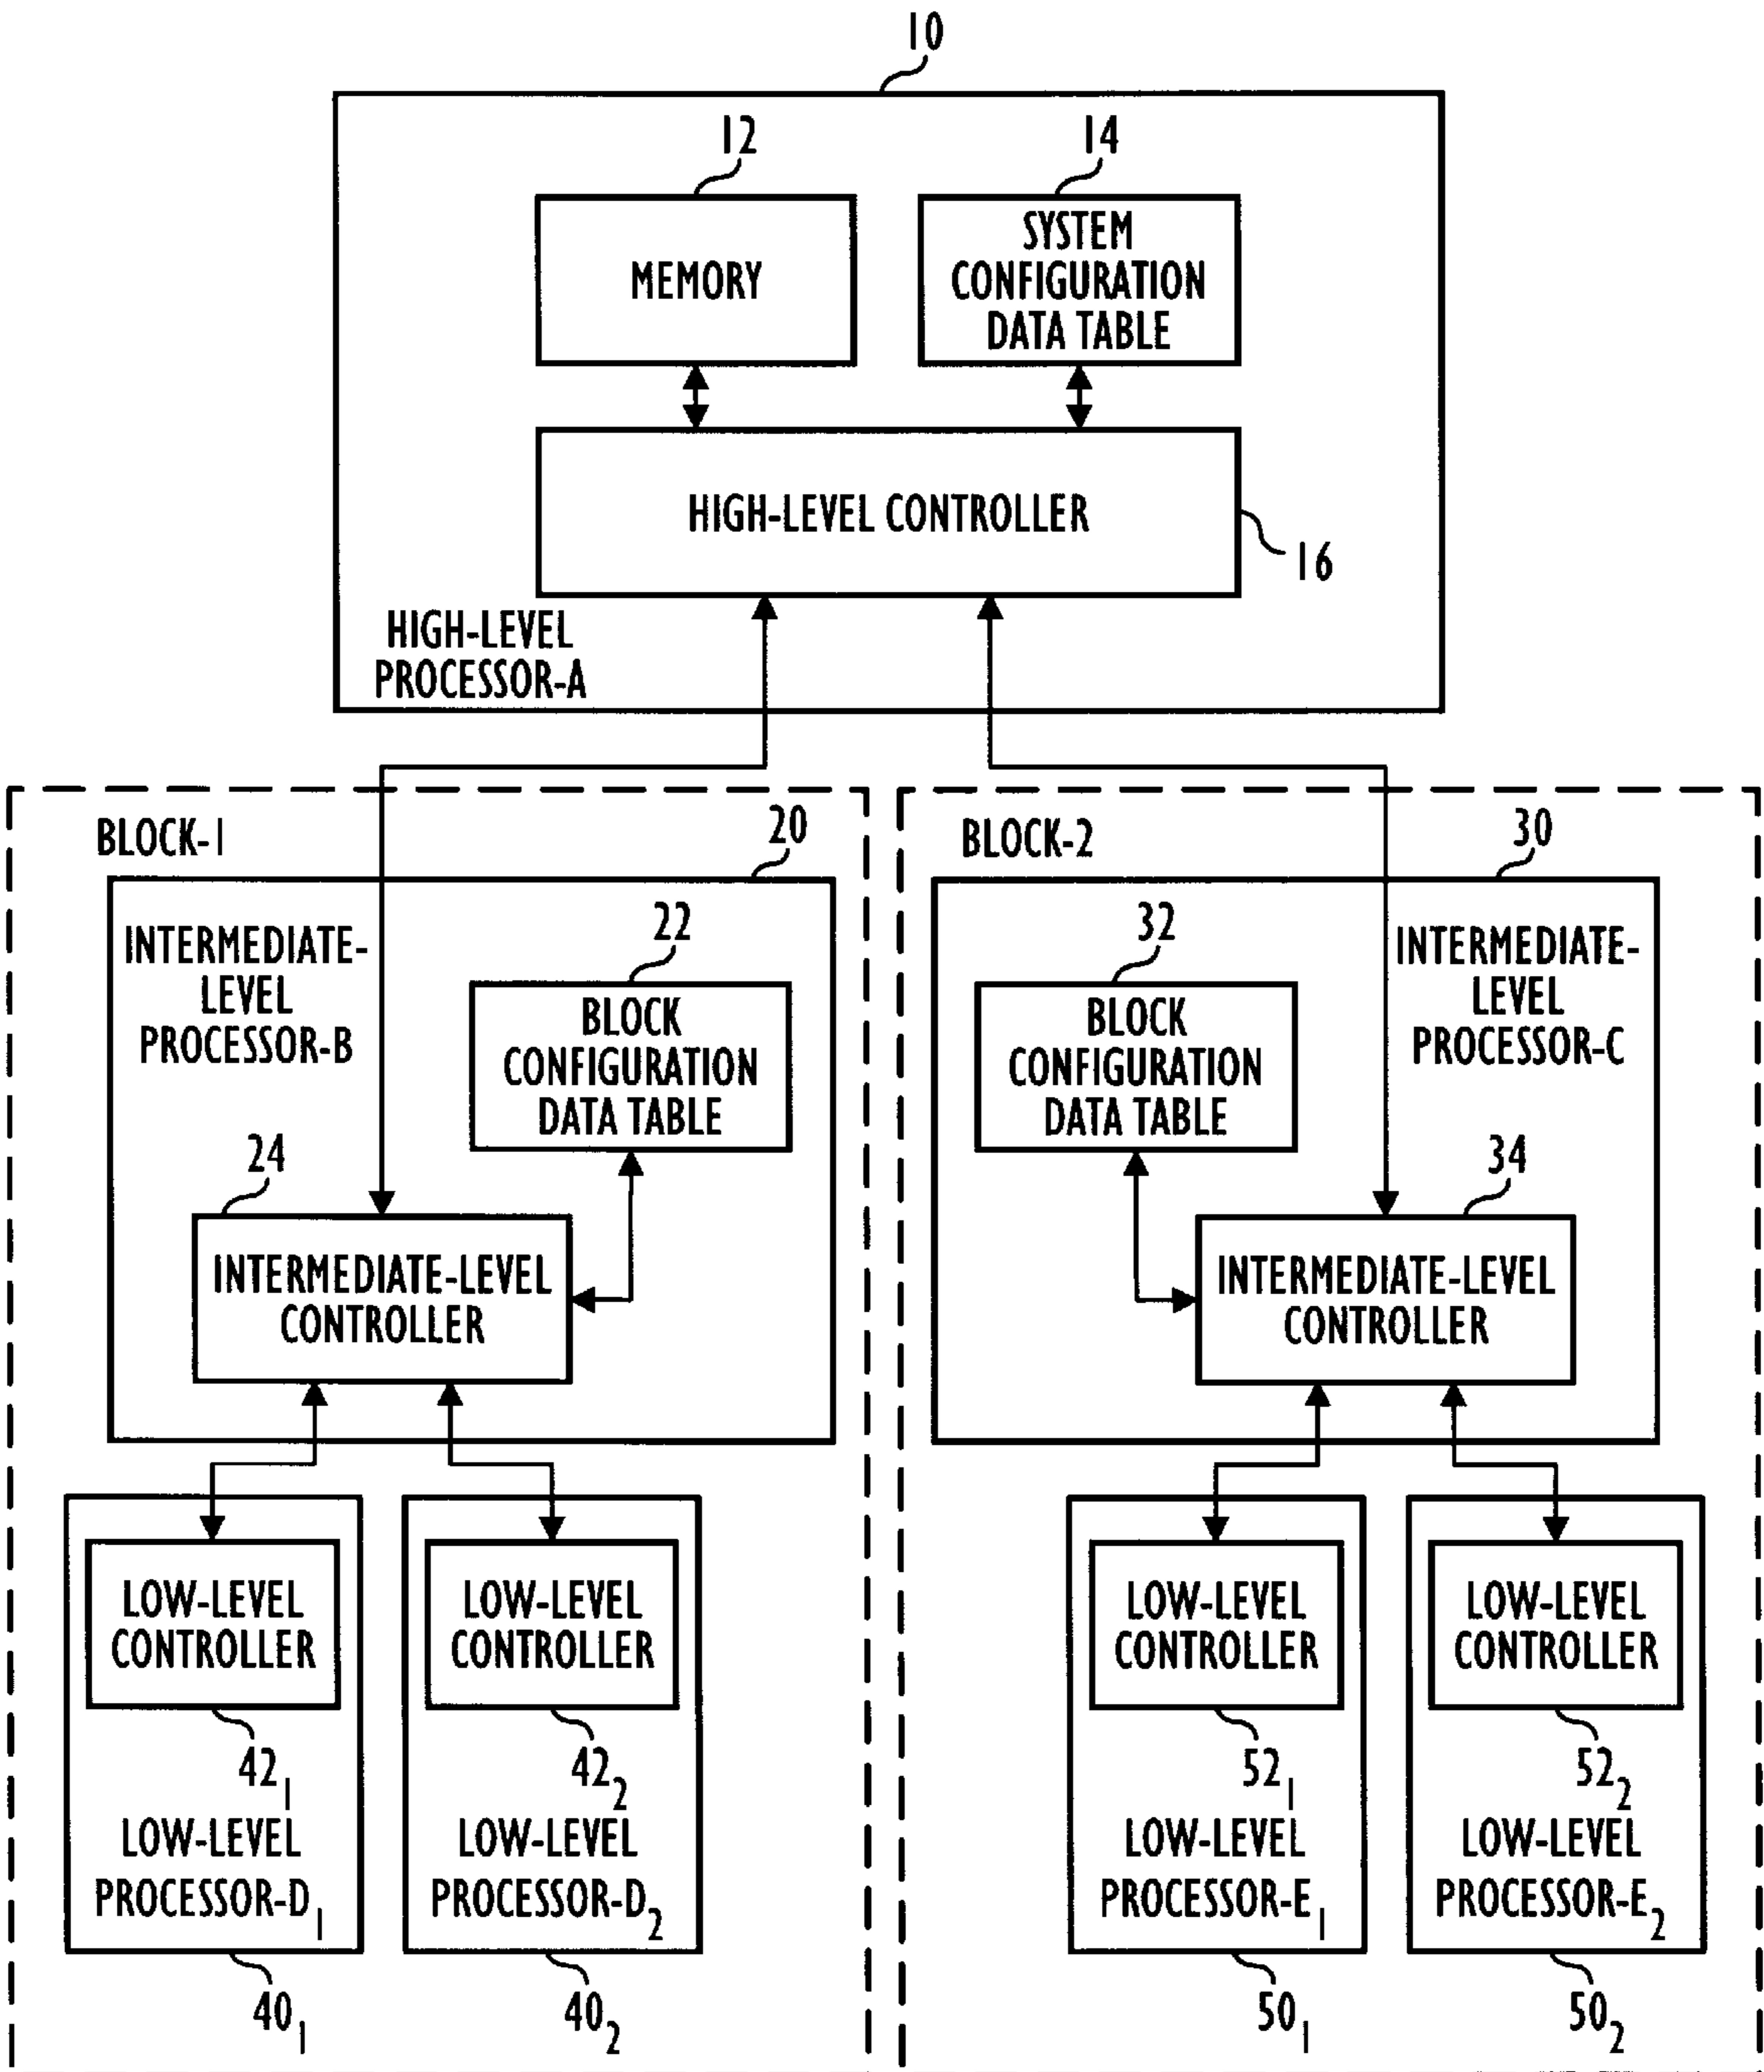 10
12
14
MEMORY
SYSTEM
CONFIGURATION
DATA TABLE
HIGH-LEVEL CONTROLLER
16
HIGH-LEVEL
PROCESSOR-A
BLOCK-1
20
INTERMEDIATE-
LEVEL
PROCESSOR-B
22
BLOCK
CONFIGURATION
DATA TABLE
24
INTERMEDIATE-LEVEL
CONTROLLER
BLOCK-2
30
32
BLOCK
CONFIGURATION
DATA TABLE
INTERMEDIATE-
LEVEL
PROCESSOR-C
34
INTERMEDIATE-LEVEL
CONTROLLER
LOW-LEVEL
CONTROLLER
42₁
LOW-LEVEL
PROCESSOR-D₁
40₁
LOW-LEVEL
CONTROLLER
42₂
LOW-LEVEL
PROCESSOR-D₂
40₂
LOW-LEVEL
CONTROLLER
52₁
LOW-LEVEL
PROCESSOR-E₁
50₁
LOW-LEVEL
CONTROLLER
52₂
LOW-LEVEL
PROCESSOR-E₂
50₂